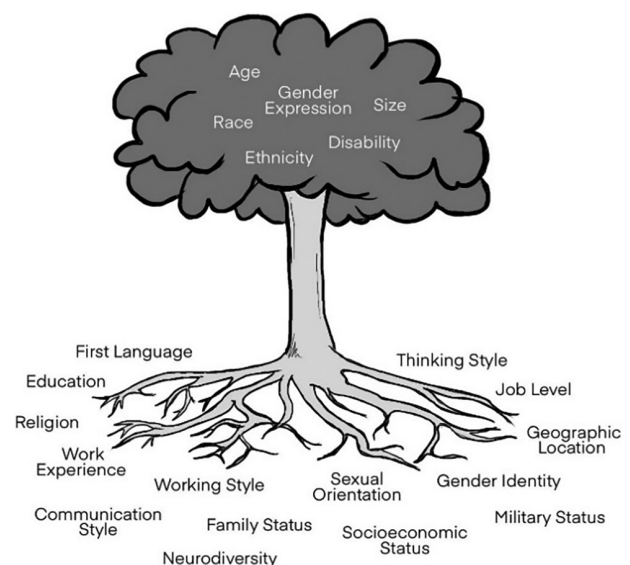 Age
Gender
Expression
Size
Race
Disability
Ethnicity
First Language
Thinking Style
Education
Job Level
Religion
Geographic
Location
Work
Experience
Working Style
Sexual
Orientation
Gender Identity
Communication
Style
Family Status
Socioeconomic
Status
Military Status
Neurodiversity